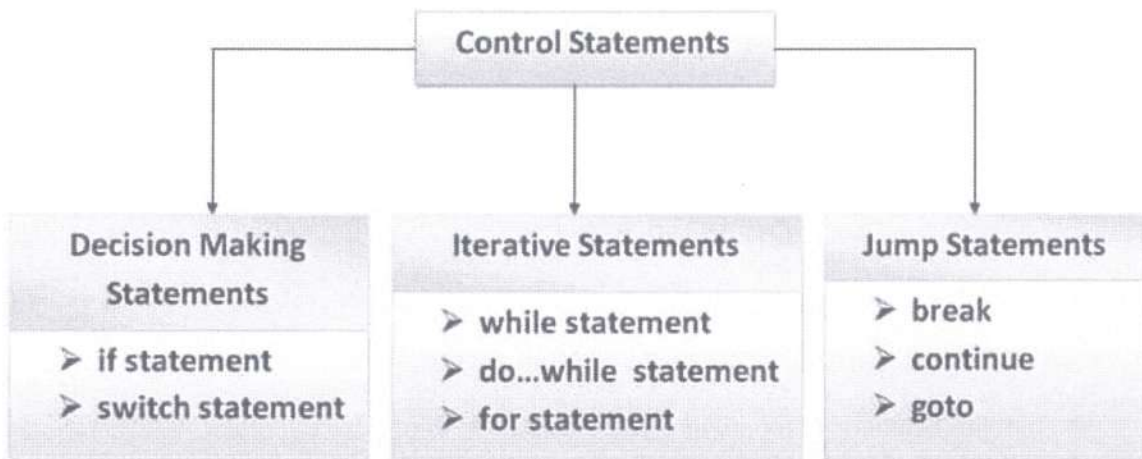 Control Statements
Decision Making
Statements
➢ if statement
➢ switch statement
Iterative Statements
➢ while statement
➢ do...while statement
➢ for statement
Jump Statements
➢ break
➢ continue
➢ goto